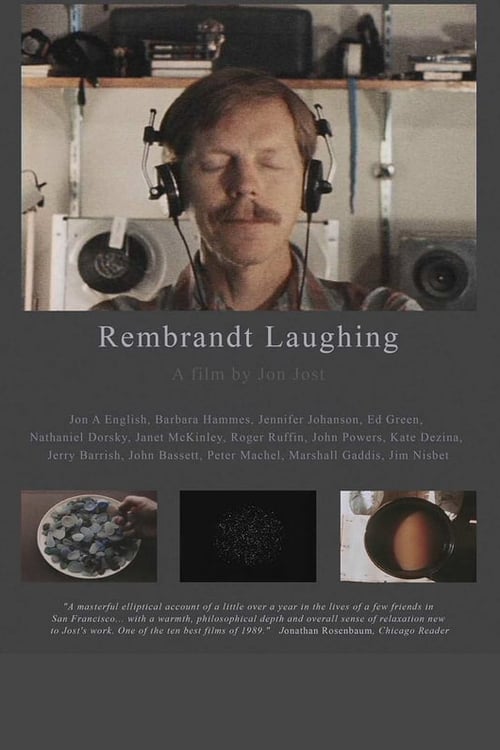 Rembrandt Laughing
A film by Jon Jost
Jon A English, Barbara Hammes, Jennifer Johanson, Ed Green,
Nathaniel Dorsky, Janet McKinley, Roger Ruffin, John Powers, Kate Dezina,
Jerry Barrish, John Bassett, Peter Machel, Marshall Gaddis, Jim Nisbet
"A masterful elliptical account of a little over a year in the lives of a few friends in
San Francisco... with a warmth, philosophical depth and overall sense of relaxation new
to Jost's work. One of the ten best films of 1989." Jonathan Rosenbaum, Chicago Reader